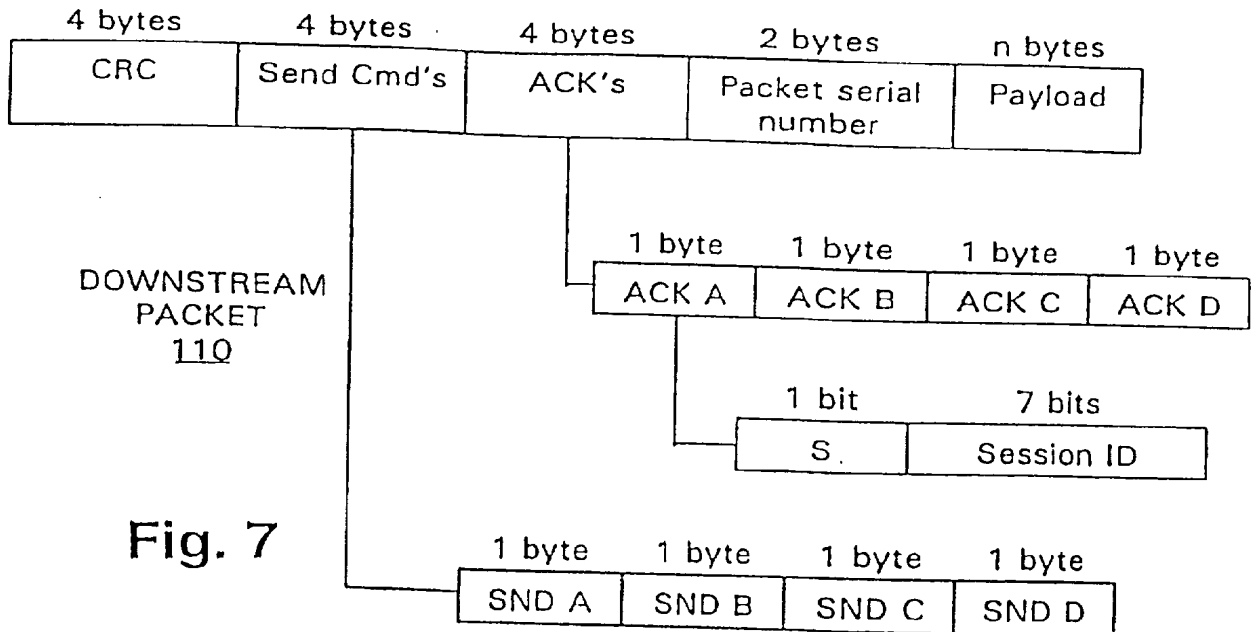 4 bytes 4 bytes 4 bytes 2 bytes n bytes
CRC Send Cmd's ACK's Packet serial number Payload
1 byte 1 byte 1 byte 1 byte
ACK A ACK B ACK C ACK D
DOWNSTREAM
PACKET
110
1 bit 7 bits
S Session ID
Fig. 7
1 byte 1 byte 1 byte 1 byte
SND A SND B SND C SND D